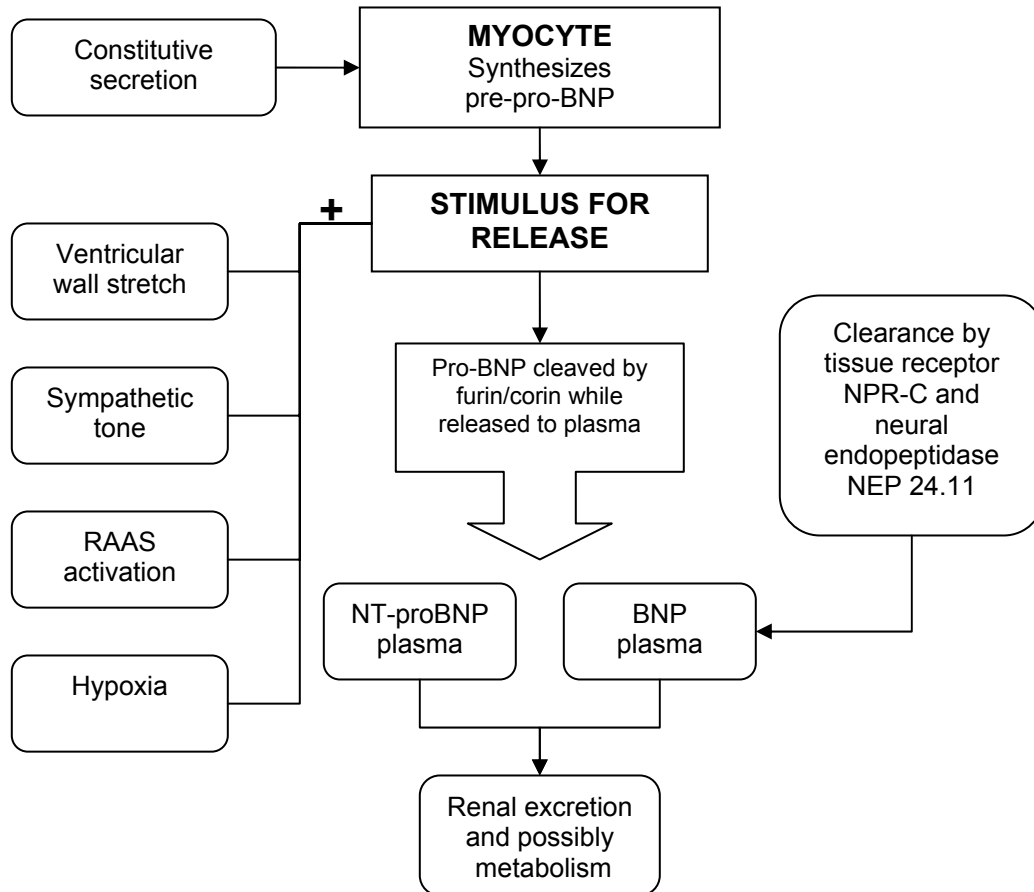 Constitutive
secretion
MYOCYTE
Synthesizes
pre-pro-BNP
+
STIMULUS FOR
RELEASE
Ventricular
wall stretch
Sympathetic
tone
RAAS
activation
Hypoxia
Pro-BNP cleaved by
furin/corin while
released to plasma
Clearance by
tissue receptor
NPR-C and
neural
endopeptidase
NEP 24.11
NT-proBNP
plasma
BNP
plasma
Renal excretion
and possibly
metabolism